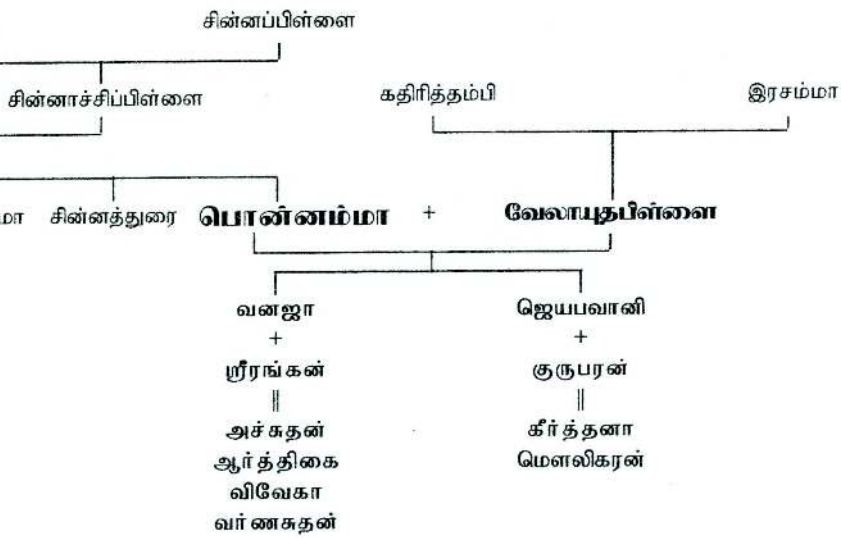 சின்னப்பிள்ளை
சின்னாச்சிப்பிள்ளை கதிரித்தம்பி இரசம்மா
மா சின்னத்துரை பொன்னம்மா + வேலாயுதபிள்ளை
வனஜா ஜெயபவானி
+ +
ஸ்ரீரங்கன் குருபரன்
|| ||
அச்சுதன் கீர்த்தனா
ஆர்த்திகை மௌலிகரன்
விவேகா
வர்ணசுதன்